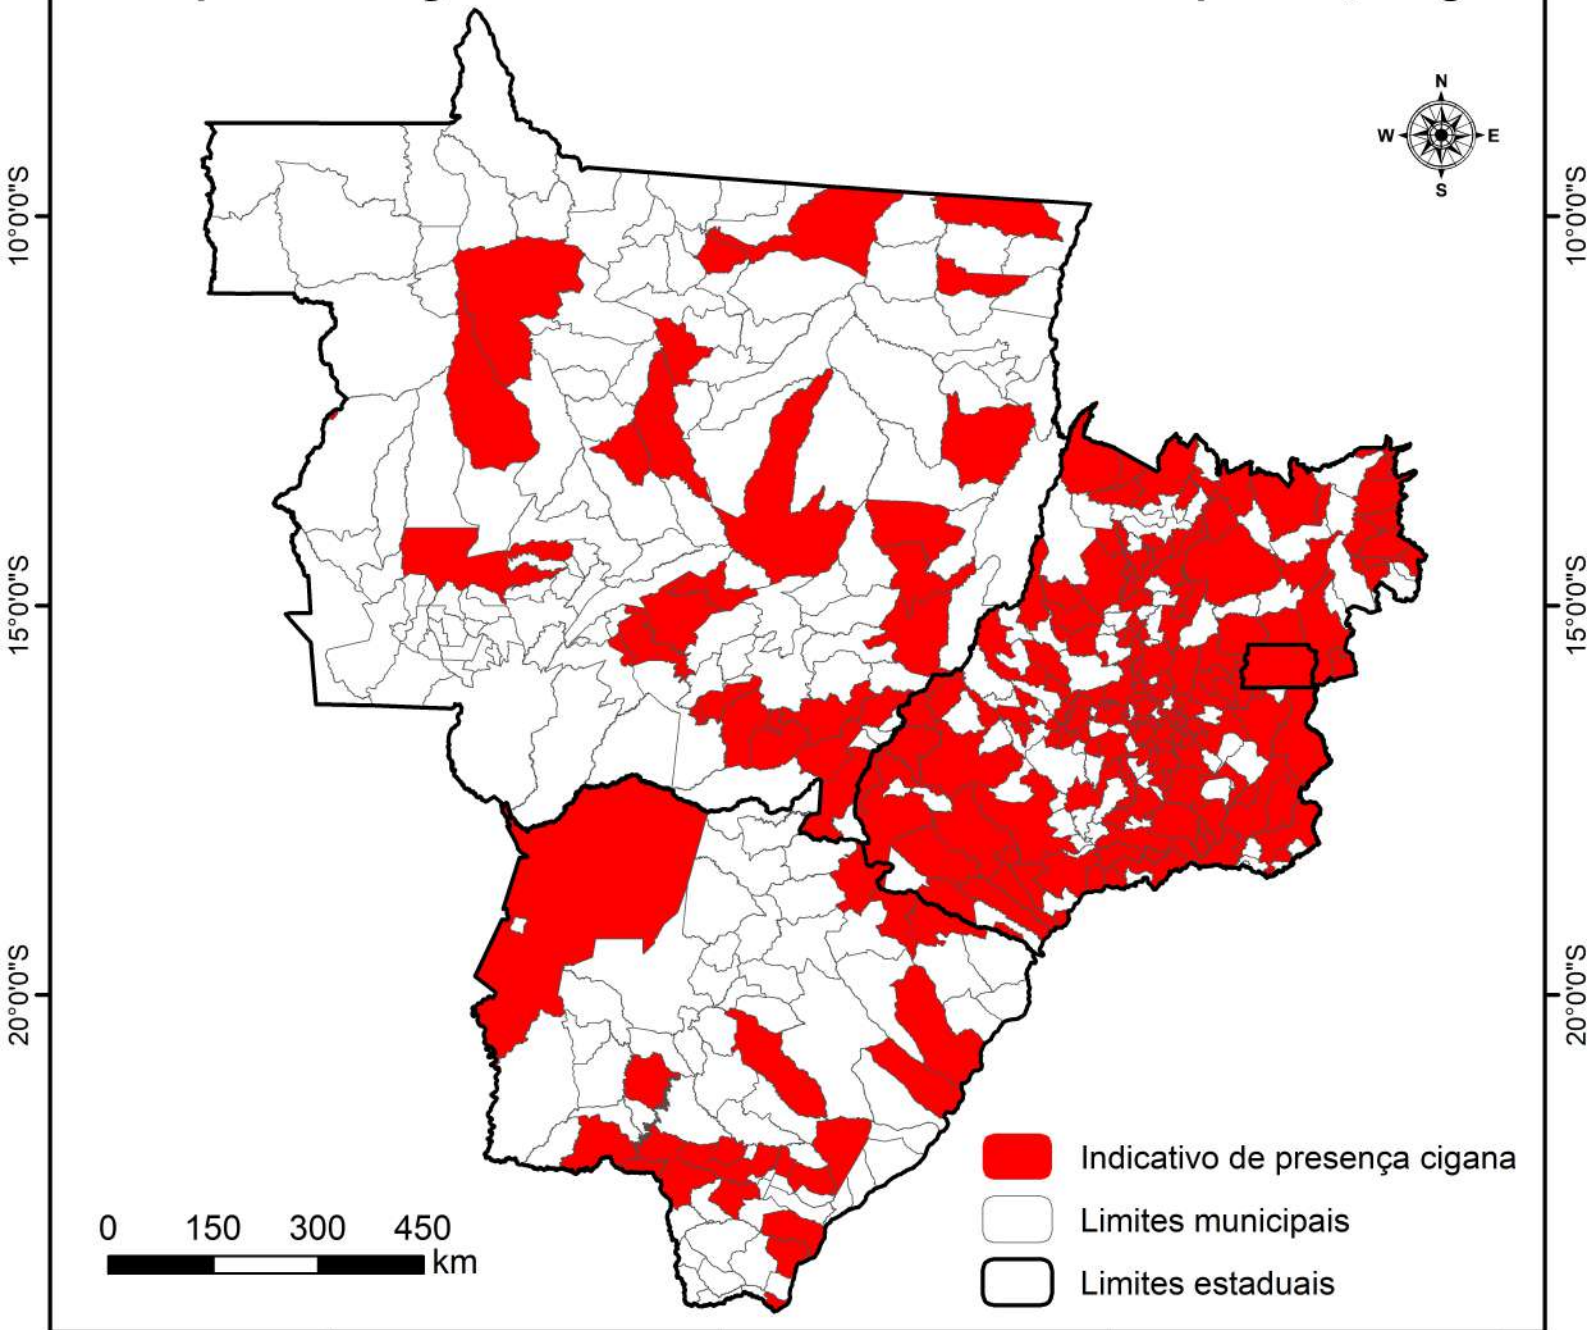 N
W E
S
10°0'0"S
10°0'0"S
15°0'0"S
15°0'0"S
20°0'0"S
20°0'0"S
0 150 300 450
km
Indicativo de presença cigana
Limites municipais
Limites estaduais